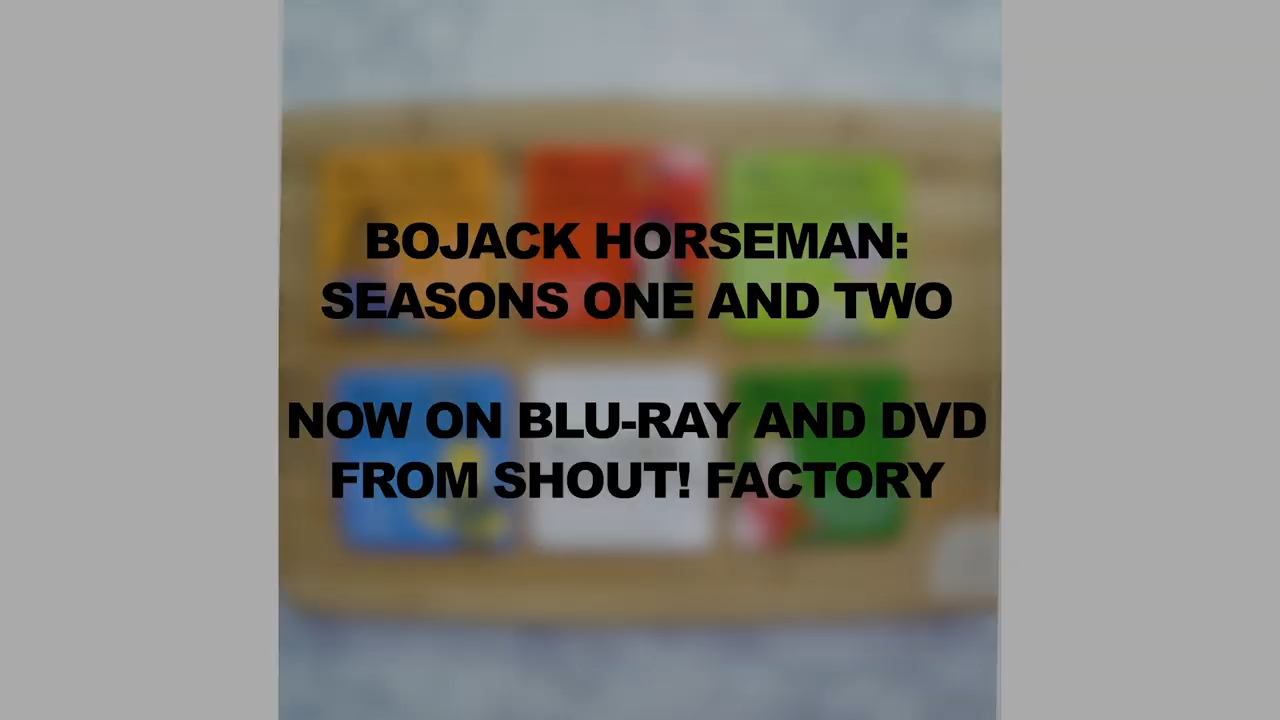 BOJACK HORSEMAN:
SEASONS ONE AND TWO
NOW ON BLU-RAY AND DVD
FROM SHOUT! FACTORY